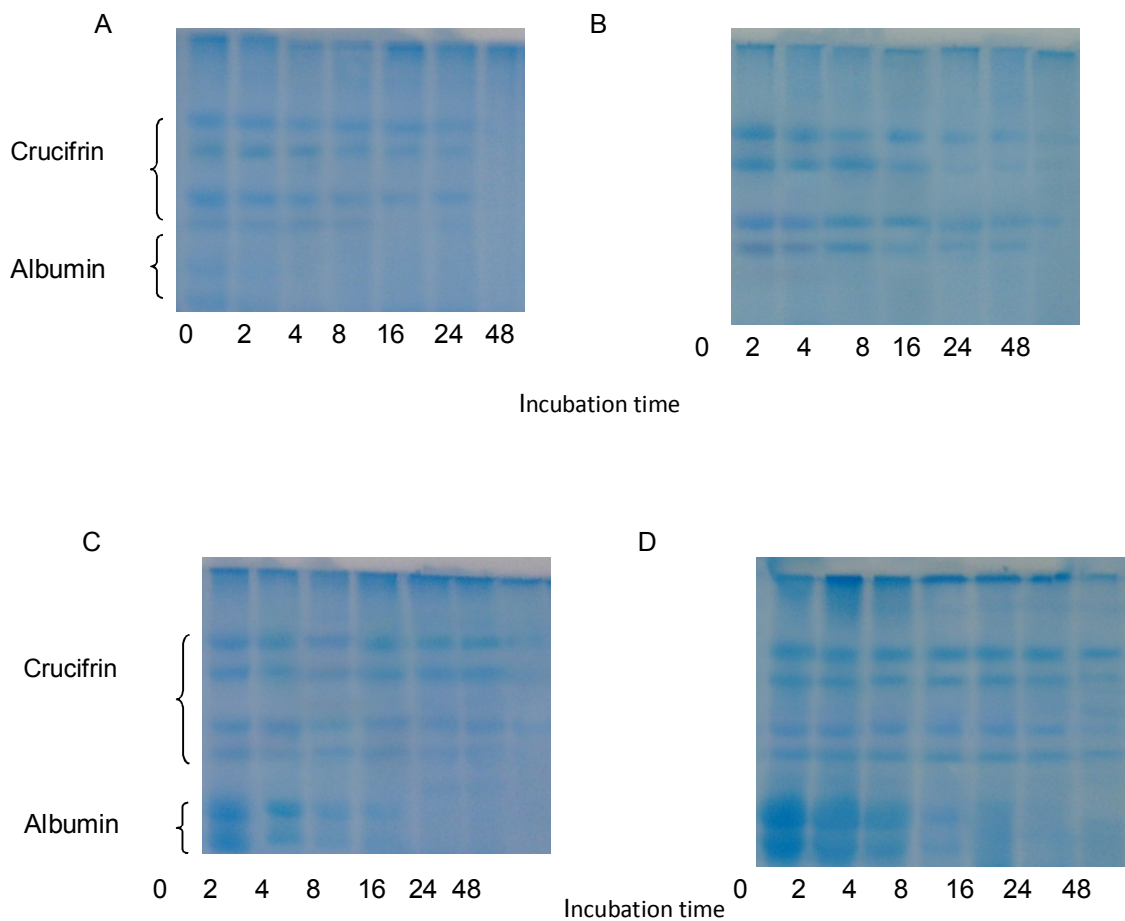 A
B
Crucifrin
Albumin
0 2 4 8 16 24 48
0 2 4 8 16 24 48
Incubation time
C
D
Crucifrin
Albumin
0 2 4 8 16 24 48
0 2 4 8 16 24 48
Incubation time